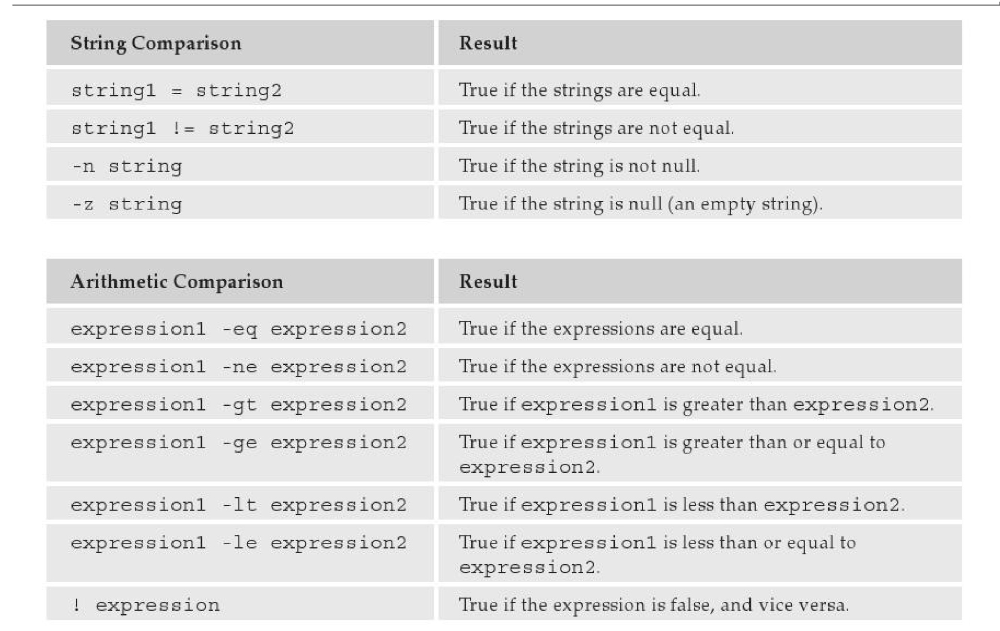 String Comparison Result
string1 = string2 True if the strings are equal.
string1 != string2 True if the strings are not equal.
-n string True if the string is not null.
-z string True if the string is null (an empty string).
Arithmetic Comparison Result
expression1 -eq expression2 True if the expressions are equal.
expression1 -ne expression2 True if the expressions are not equal.
expression1 -gt expression2 True if expression1 is greater than expression2.
expression1 -ge expression2 True if expression1 is greater than or equal to
expression2.
expression1 -lt expression2 True if expression1 is less than expression2.
expression1 -le expression2 True if expression1 is less than or equal to
expression2.
! expression True if the expression is false, and vice versa.